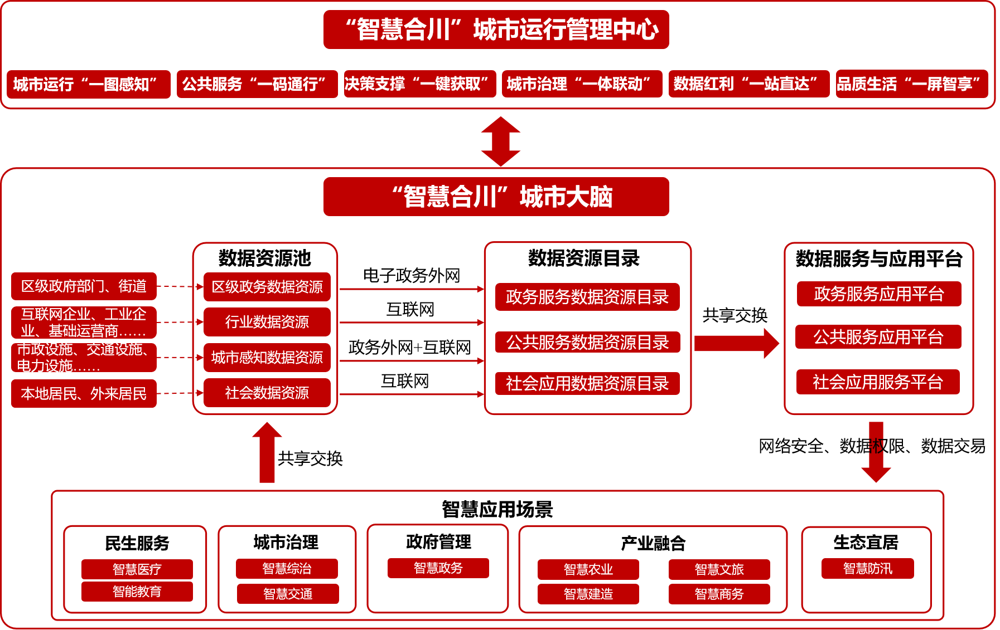 “智慧合川”城市运行管理中心
城市运行“一图感知”
公共服务“一码通行”
决策支撑“一键获取”
城市治理“一体联动”
数据红利“一站直达”
品质生活“一屏智享”
“智慧合川”城市大脑
区级政府部门、街道
互联网企业、工业企
业、基础运营商……
市政设施、交通设施、
电力设施……
本地居民、外来居民
数据资源池
区级政务数据资源
行业数据资源
城市感知数据资源
社会数据资源
电子政务外网
互联网
政务外网+互联网
互联网
数据资源目录
政务服务数据资源目录
公共服务数据资源目录
社会应用数据资源目录
共享交换
数据服务与应用平台
政务服务应用平台
公共服务应用平台
社会应用服务平台
共享交换
网络安全、数据权限、数据交易
智慧应用场景
民生服务
智慧医疗
智能教育
城市治理
智慧综治
智慧交通
政府管理
智慧政务
产业融合
智慧农业
智慧文旅
智慧建造
智慧商务
生态宜居
智慧防汛